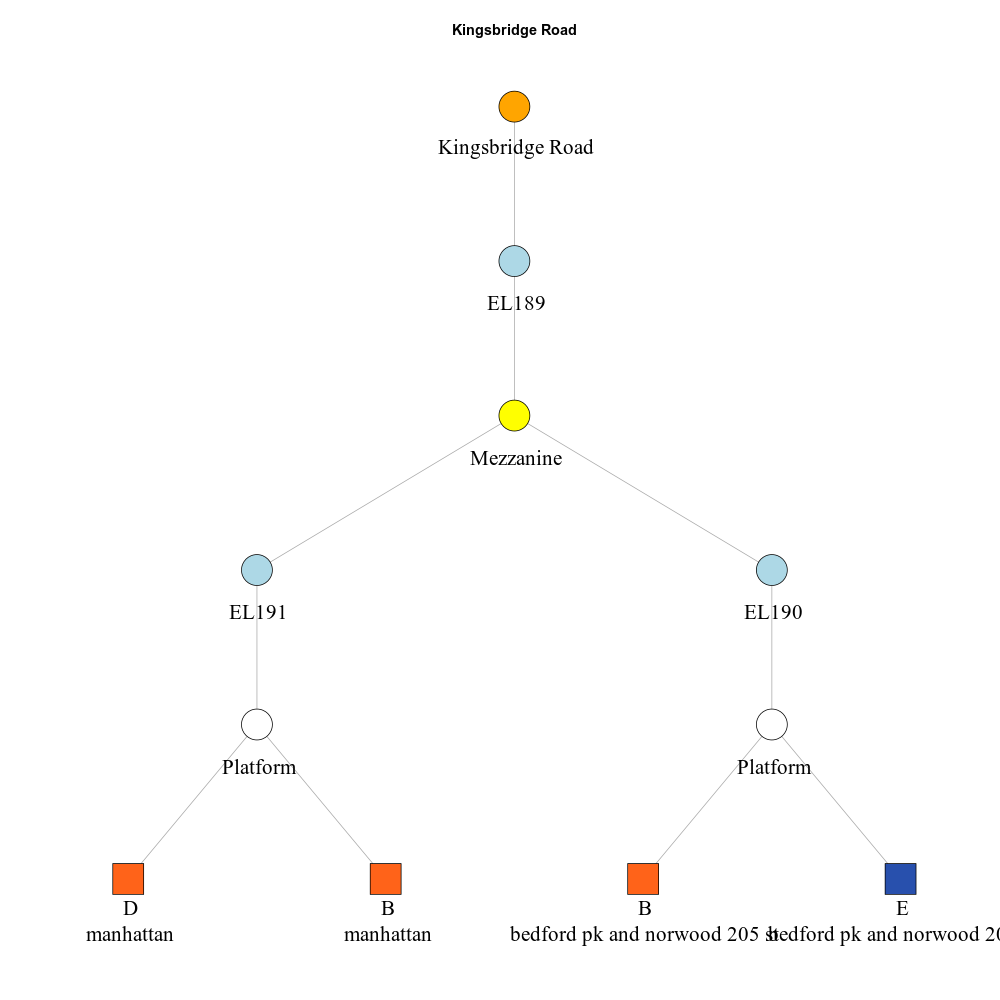 Kingsbridge Road
Kingsbridge Road
EL189
Mezzanine
EL191
EL190
Platform
Platform
D
manhattan
B
manhattan
B
bedford pk and norwood 205 st
E
bedford pk and norwood 20